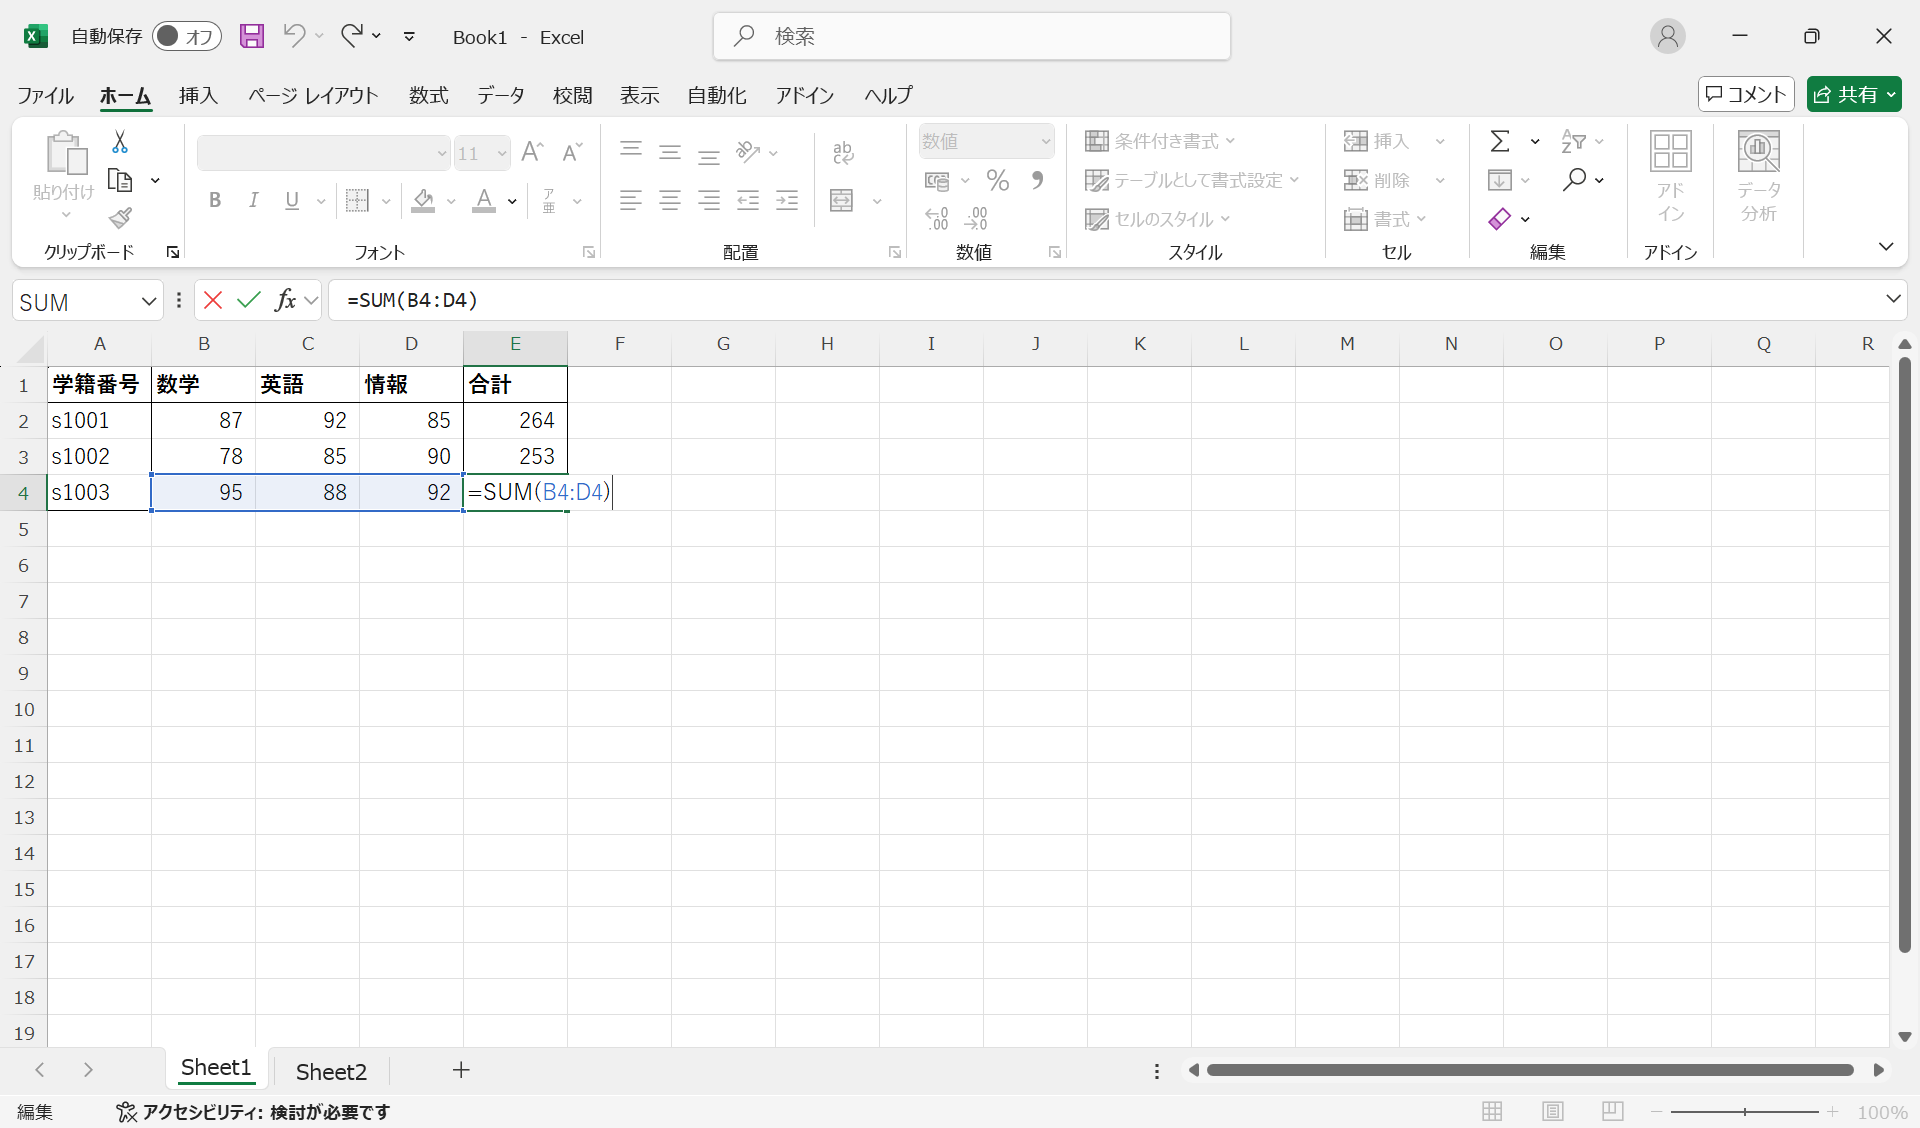 自動保存 オフ Book1 - Excel 検索
ファイル ホーム 挿入 ページ レイアウト 数式 データ 校閲 表示 自動化 アドイン ヘルプ コメント 共有
貼り付け
クリップボード
11
B I U A ア亜
フォント
ab
配置
数値
% 9
.00 .00
数値
条件付き書式
テーブルとして書式設定
セルのスタイル
スタイル
挿入
削除
書式
セル
Σ
編集
アド
イン
アドイン
データ
分析
SUM fx =SUM(B4:D4)
A B C D E F G H I J K L M N O P Q R
1 学籍番号 数学 英語 情報 合計
2 s1001 87 92 85 264
3 s1002 78 85 90 253
4 s1003 95 88 92 =SUM(B4:D4)
5
6
7
8
9
10
11
12
13
14
15
16
17
18
19
Sheet1 Sheet2 +
編集 アクセシビリティ: 検討が必要です 100%